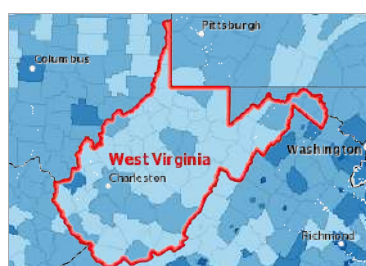 Pittsburgh
Columbus
Washington
West Virginia
Charleston
Richmond